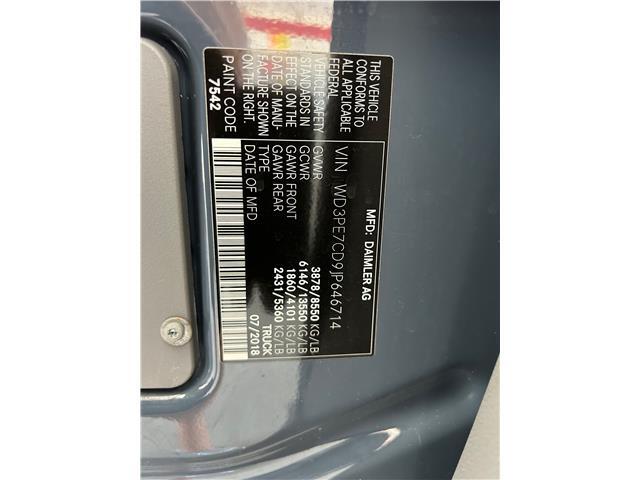 MFD: DAIMLER AG
VIN WD3PE7CD9JP646714
GVWR 3878/8550 KG/LB
GCWR 6146/13550 KG/LB
GAWR FRONT 1860/4101 KG/LB
GAWR REAR 2431/5360 KG/LB
TYPE TRUCK
DATE OF MFD 07/2018
THIS VEHICLE
CONFORMS TO
ALL APPLICABLE
FEDERAL
VEHICLE SAFETY
STANDARDS IN
EFFECT ON THE
DATE OF MANU-
FACTURE SHOWN
ON THE RIGHT.
PAINT CODE
7542